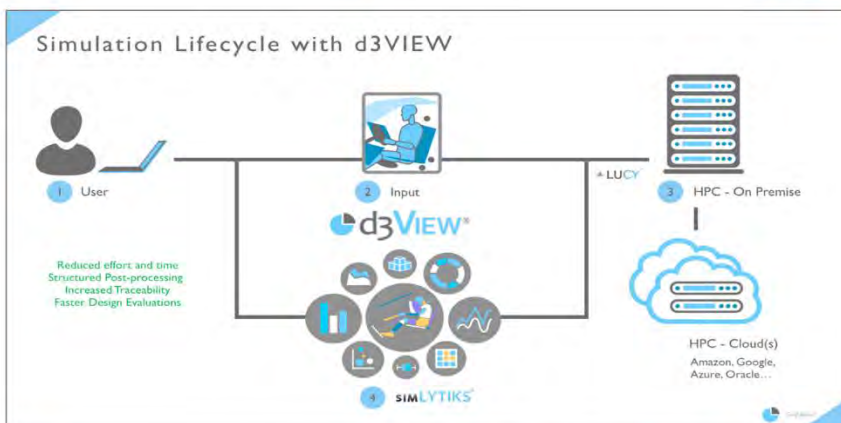 Simulation Lifecycle with d3VIEW
1 User
2 Input
LUCY
3 HPC - On Premise
d3VIEW®
Reduced effort and time
Structured Post-processing
Increased Traceability
Faster Design Evaluations
HPC - Cloud(s)
Amazon, Google,
Azure, Oracle...
4 SIMLYTIKS